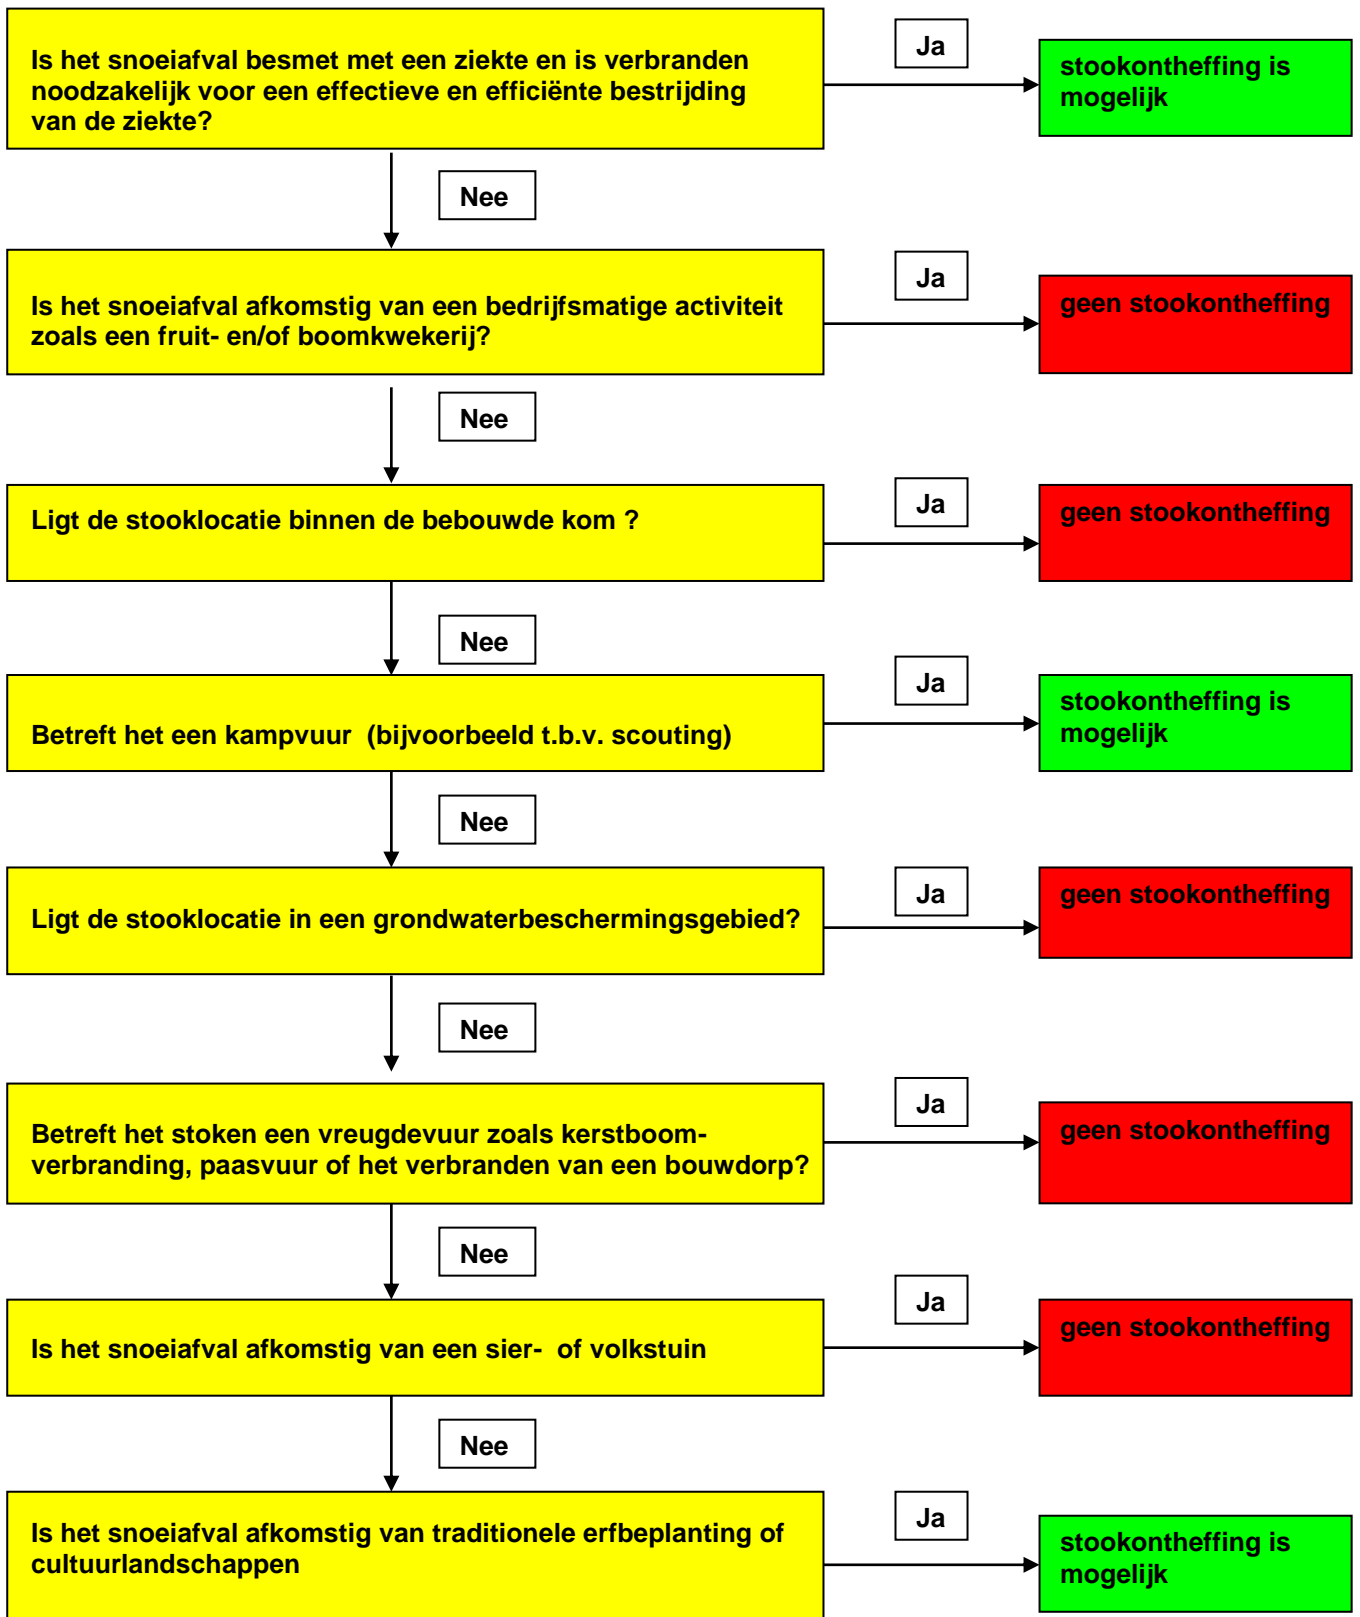 Is het snoeiafval besmet met een ziekte en is verbranden
noodzakelijk voor een effectieve en efficiënte bestrijding
van de ziekte?
Ja
stookontheffing is
mogelijk
Nee
Is het snoeiafval afkomstig van een bedrijfsmatige activiteit
zoals een fruit- en/of boomkwekerij?
Ja
geen stookontheffing
Nee
Ligt de stooklocatie binnen de bebouwde kom ?
Ja
geen stookontheffing
Nee
Betreft het een kampvuur  (bijvoorbeeld t.b.v. scouting)
Ja
stookontheffing is
mogelijk
Nee
Ligt de stooklocatie in een grondwaterbeschermingsgebied?
Ja
geen stookontheffing
Nee
Betreft het stoken een vreugdevuur zoals kerstboom-
verbranding, paasvuur of het verbranden van een bouwdorp?
Ja
geen stookontheffing
Nee
Is het snoeiafval afkomstig van een sier-  of volkstuin
Ja
geen stookontheffing
Nee
Is het snoeiafval afkomstig van traditionele erfbeplanting of
cultuurlandschappen
Ja
stookontheffing is
mogelijk